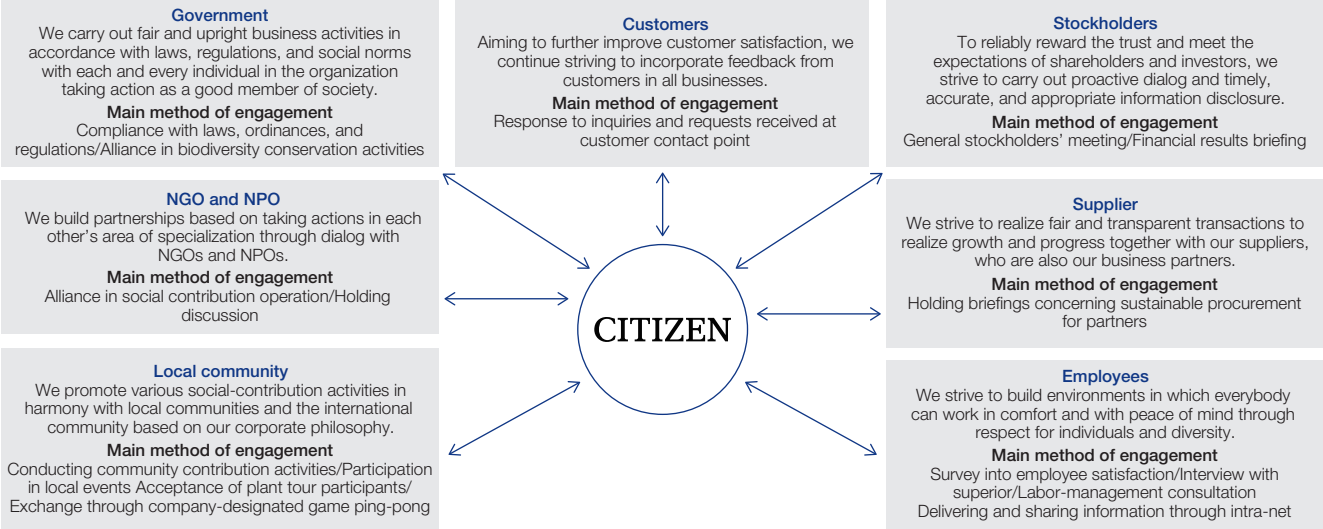 Government
We carry out fair and upright business activities in
accordance with laws, regulations, and social norms
with each and every individual in the organization
taking action as a good member of society.
Main method of engagement
Compliance with laws, ordinances, and
regulations/Alliance in biodiversity conservation activities
Customers
Aiming to further improve customer satisfaction, we
continue striving to incorporate feedback from
customers in all businesses.
Main method of engagement
Response to inquiries and requests received at
customer contact point
Stockholders
To reliably reward the trust and meet the
expectations of shareholders and investors, we
strive to carry out proactive dialog and timely,
accurate, and appropriate information disclosure.
Main method of engagement
General stockholders’ meeting/Financial results briefing
NGO and NPO
We build partnerships based on taking actions in each
other’s area of specialization through dialog with
NGOs and NPOs.
Main method of engagement
Alliance in social contribution operation/Holding
discussion
CITIZEN
Supplier
We strive to realize fair and transparent transactions to
realize growth and progress together with our suppliers,
who are also our business partners.
Main method of engagement
Holding briefings concerning sustainable procurement
for partners
Local community
We promote various social-contribution activities in
harmony with local communities and the international
community based on our corporate philosophy.
Main method of engagement
Conducting community contribution activities/Participation
in local events Acceptance of plant tour participants/
Exchange through company-designated game ping-pong
Employees
We strive to build environments in which everybody
can work in comfort and with peace of mind through
respect for individuals and diversity.
Main method of engagement
Survey into employee satisfaction/Interview with
superior/Labor-management consultation
Delivering and sharing information through intra-net